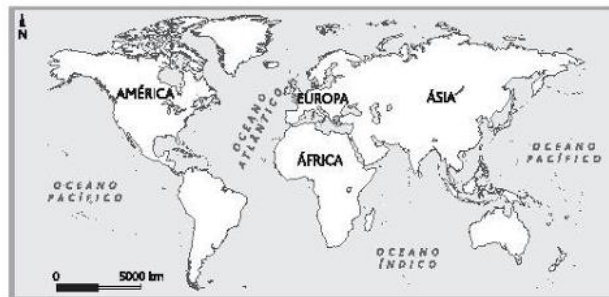 N
AMÉRICA
EUROPA
ÁSIA
OCEANO
ATLÂNTICO
ÁFRICA
OCEANO
PACÍFICO
OCEANO
PACÍFICO
OCEANO
ÍNDICO
0 5000 km